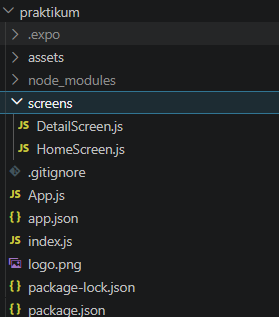 praktikum
.expo
assets
node_modules
screens
JS DetailScreen.js
JS HomeScreen.js
.gitignore
JS App.js
{} app.json
JS index.js
logo.png
{} package-lock.json
{} package.json